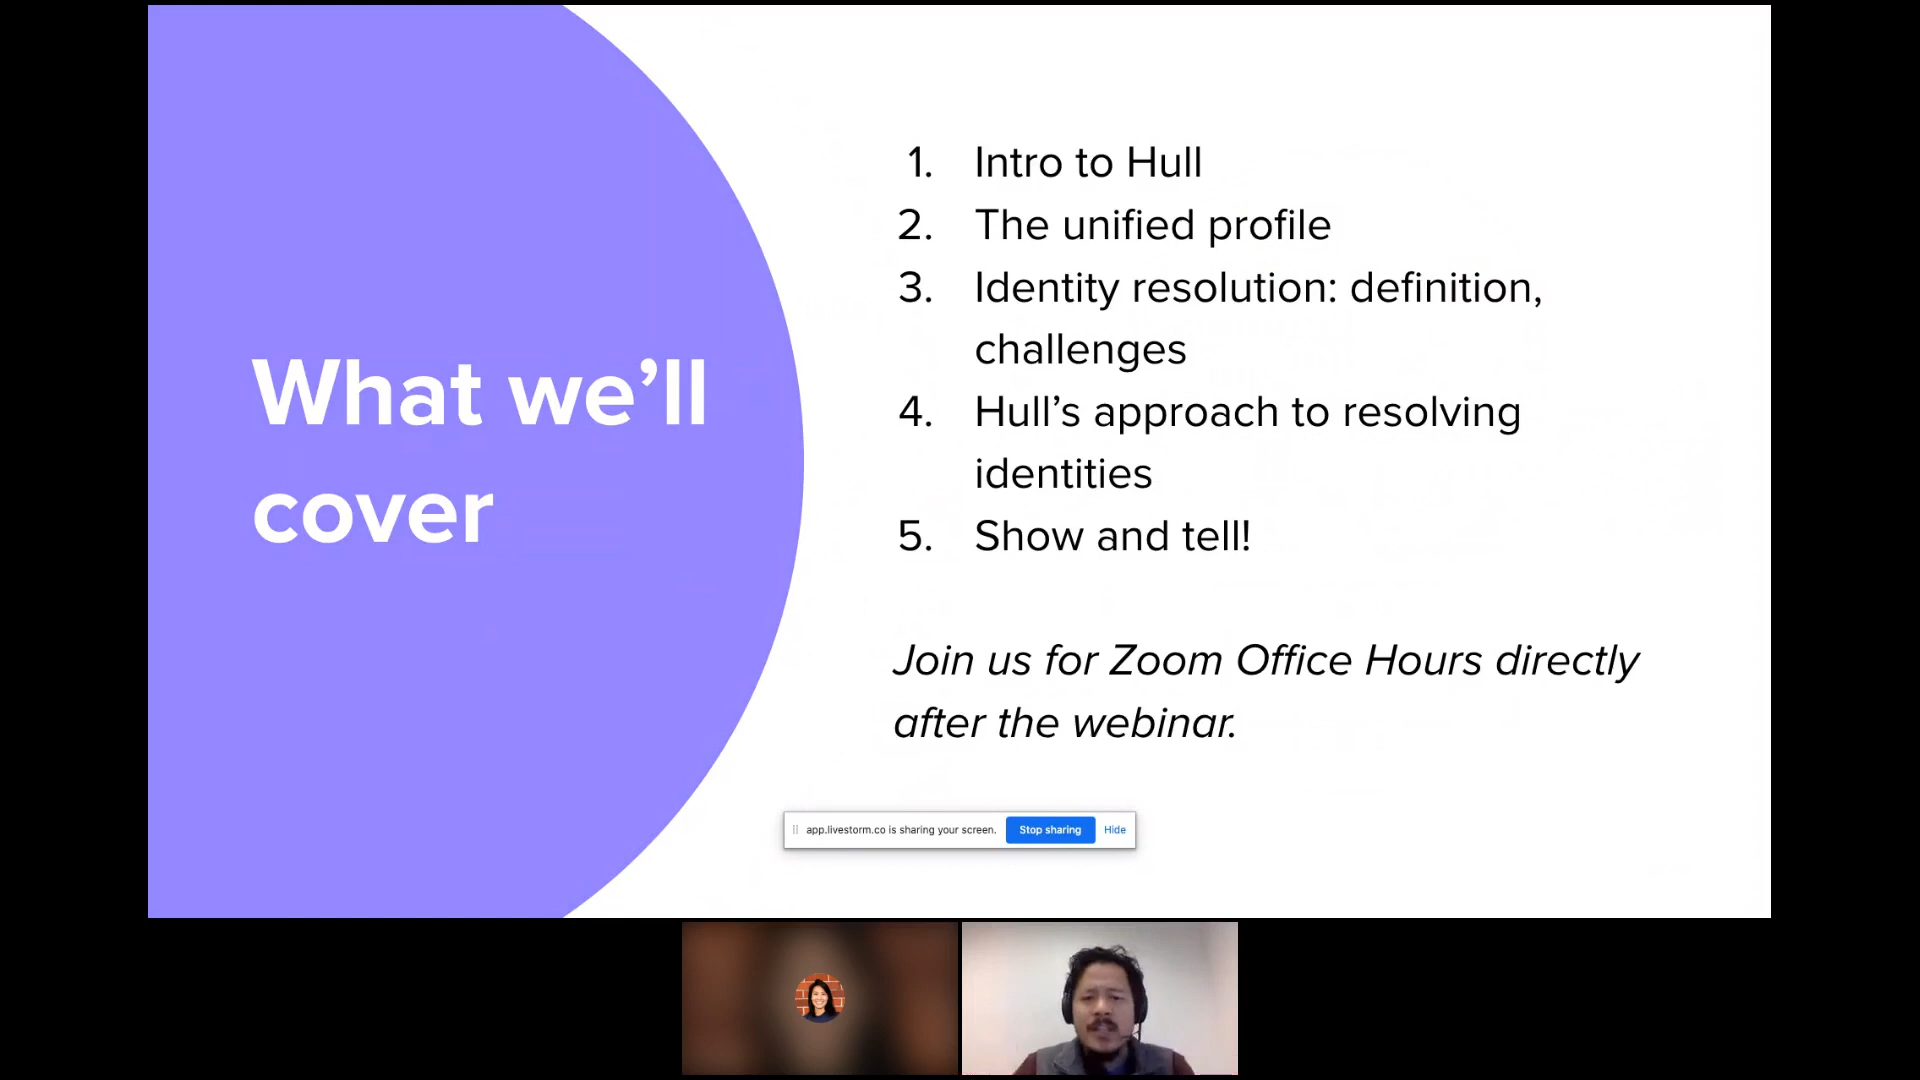 What we’ll
cover
1. Intro to Hull
2. The unified profile
3. Identity resolution: definition,
challenges
4. Hull’s approach to resolving
identities
5. Show and tell!
Join us for Zoom Office Hours directly
after the webinar.
app.livestorm.co is sharing your screen. Stop sharing Hide